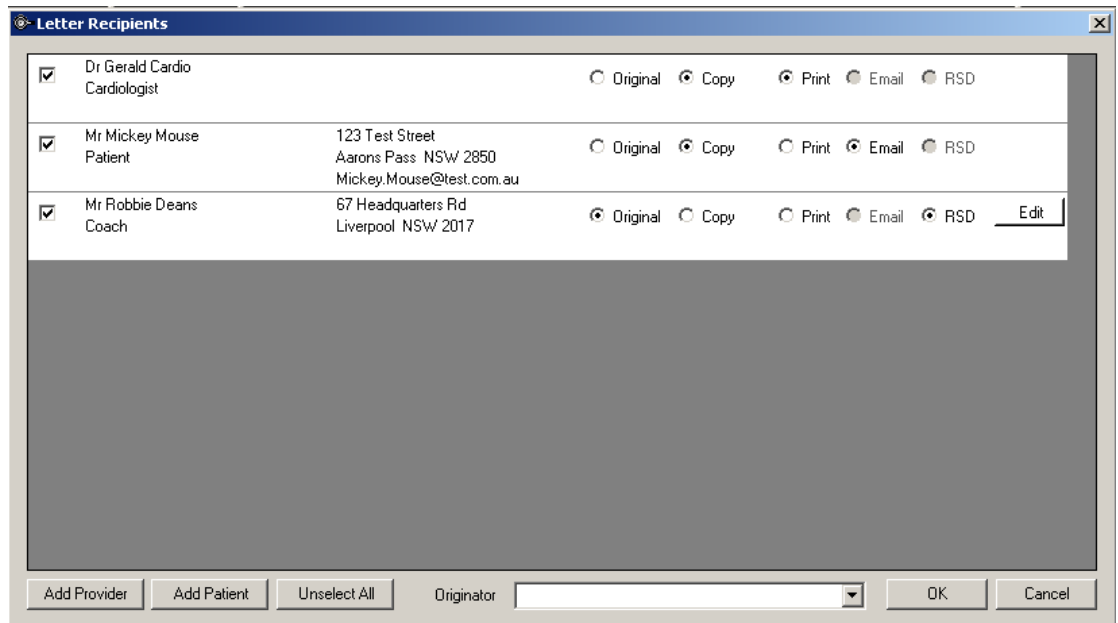 Letter Recipients
Dr Gerald Cardio
Cardiologist
Original Copy Print Email RSD
Mr Mickey Mouse
Patient
123 Test Street
Aarons Pass NSW 2850
Mickey.Mouse@test.com.au
Original Copy Print Email RSD
Mr Robbie Deans
Coach
67 Headquarters Rd
Liverpool NSW 2017
Original Copy Print Email RSD Edit
Add Provider Add Patient Unselect All Originator OK Cancel